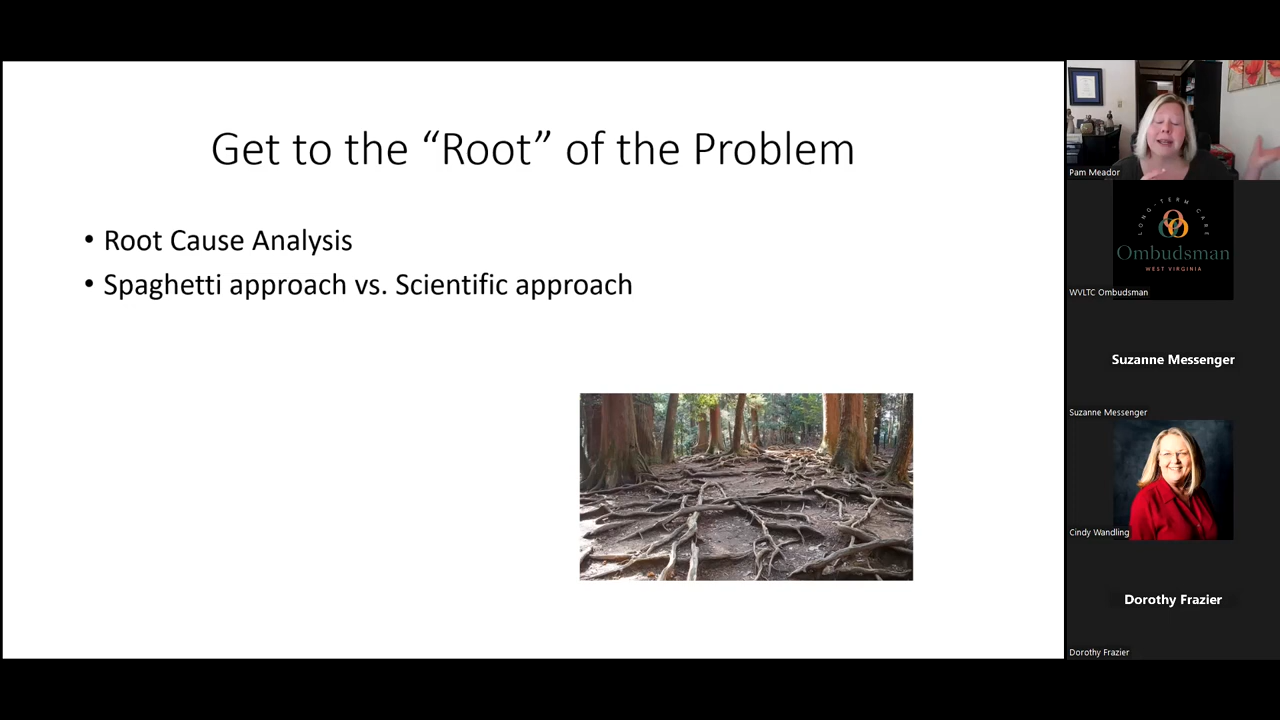 Get to the “Root” of the Problem
• Root Cause Analysis
• Spaghetti approach vs. Scientific approach
Pam Meador
LONG-TERM CARE
Ombudsman
WEST VIRGINIA
WVLTC Ombudsman
Suzanne Messenger
Suzanne Messenger
Cindy Wandling
Dorothy Frazier
Dorothy Frazier